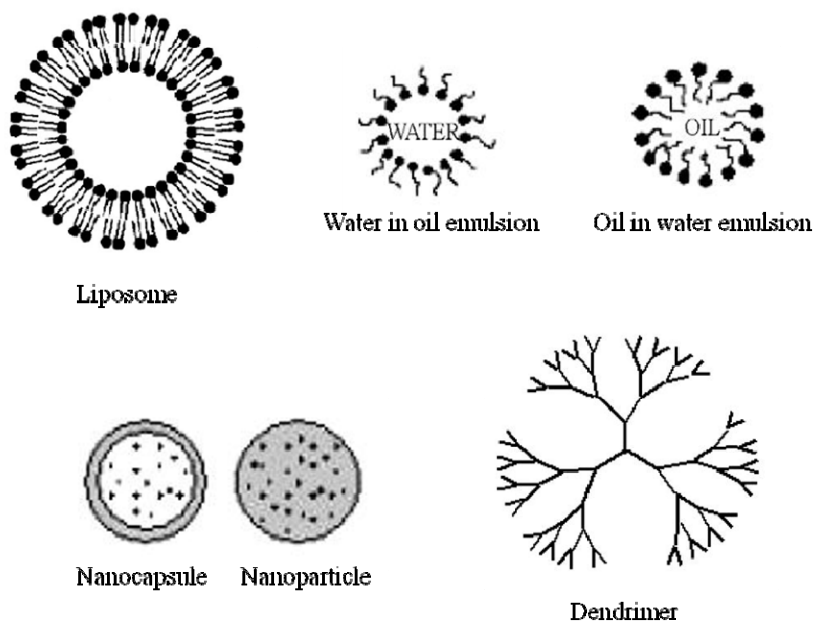 WATER
OIL
Water in oil emulsion
Oil in water emulsion
Liposome
Nanocapsule
Nanoparticle
Dendrimer